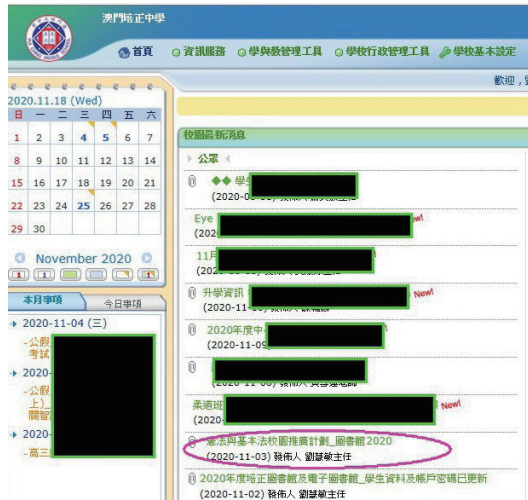 澳門培正中學
首頁 資訊服務 學與教管理工具 學校行政管理工具 學校基本設定
歡迎,
2020.11.18 (Wed)
日 一 二 三 四 五 六
1 2 3 4 5 6 7
8 9 10 11 12 13 14
15 16 17 18 19 20 21
22 23 24 25 26 27 28
29 30
November 2020
1 1 1
本月事項 今日事項
2020-11-04 (三)
-公假
考試
2020-
-公假
上)_
關智
2020-
-高三
校園最新消息
公眾
◆◆ 學
(2020-0
Eye
(202
11月
(202
升學資訊 New!
(2020-11-1
2020年度中
(2020-11-09)
柔道班 New!
(2020-
憲法與基本法校園推廣計劃_圖書館2020
(2020-11-03) 發佈人 劉慧敏主任
2020年度培正圖書館及電子圖書館_學生資料及帳戶密碼已更新
(2020-11-02) 發佈人 劉慧敏主任